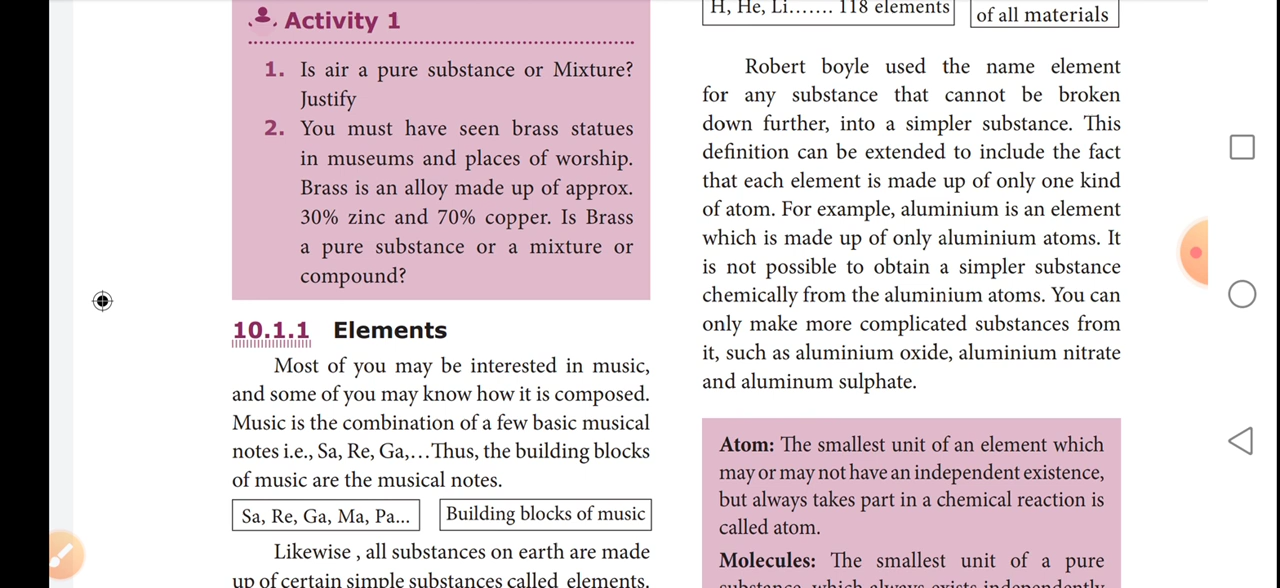 Activity 1
1. Is air a pure substance or Mixture?
Justify
2. You must have seen brass statues
in museums and places of worship.
Brass is an alloy made up of approx.
30% zinc and 70% copper. Is Brass
a pure substance or a mixture or
compound?
10.1.1 Elements
Most of you may be interested in music,
and some of you may know how it is composed.
Music is the combination of a few basic musical
notes i.e., Sa, Re, Ga,…Thus, the building blocks
of music are the musical notes.
Sa, Re, Ga, Ma, Pa... Building blocks of music
Likewise , all substances on earth are made
up of certain simple substances called elements.
H, He, Li……. 118 elements
of all materials
Robert boyle used the name element
for any substance that cannot be broken
down further, into a simpler substance. This
definition can be extended to include the fact
that each element is made up of only one kind
of atom. For example, aluminium is an element
which is made up of only aluminium atoms. It
is not possible to obtain a simpler substance
chemically from the aluminium atoms. You can
only make more complicated substances from
it, such as aluminium oxide, aluminium nitrate
and aluminum sulphate.
Atom: The smallest unit of an element which
may or may not have an independent existence,
but always takes part in a chemical reaction is
called atom.
Molecules: The smallest unit of a pure
substance, which always exists independently